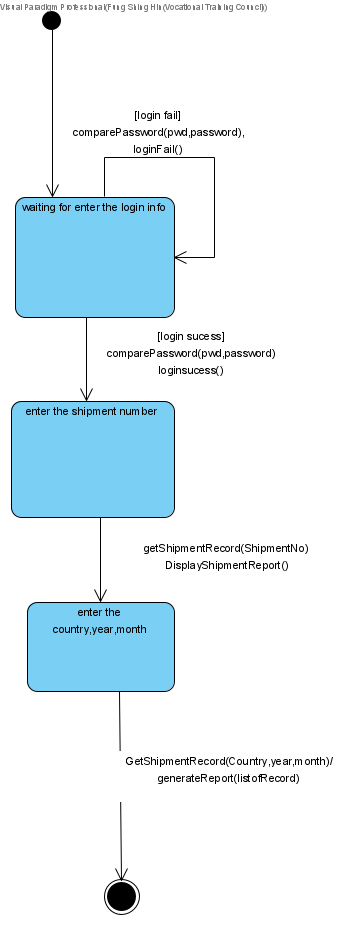 Visual Paradigm Professional(Fung Shing Hin(Vocational Training Council))
[login fail]
comparePassword(pwd,password),
loginFail()
waiting for enter the login info
[login sucess]
comparePassword(pwd,password)
loginsucess()
enter the shipment number
getShipmentRecord(ShipmentNo)
DisplayShipmentReport()
enter the
country,year,month
GetShipmentRecord(Country,year,month)/
generateReport(listofRecord)